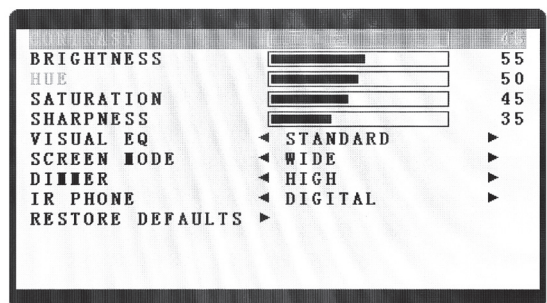 CONTRAST
BRIGHTNESS 55
HUE 50
SATURATION 45
SHARPNESS 35
VISUAL EQ ◀ STANDARD ▶
SCREEN MODE ◀ WIDE ▶
DIMMER ◀ HIGH ▶
IR PHONE ◀ DIGITAL ▶
RESTORE DEFAULTS ▶